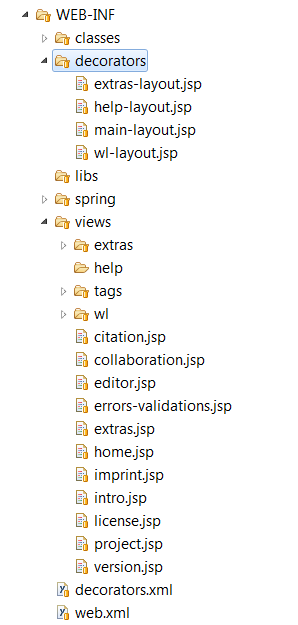 WEB-INF
classes
decorators
extras-layout.jsp
help-layout.jsp
main-layout.jsp
wl-layout.jsp
libs
spring
views
extras
help
tags
wl
citation.jsp
collaboration.jsp
editor.jsp
errors-validations.jsp
extras.jsp
home.jsp
imprint.jsp
intro.jsp
license.jsp
project.jsp
version.jsp
decorators.xml
web.xml